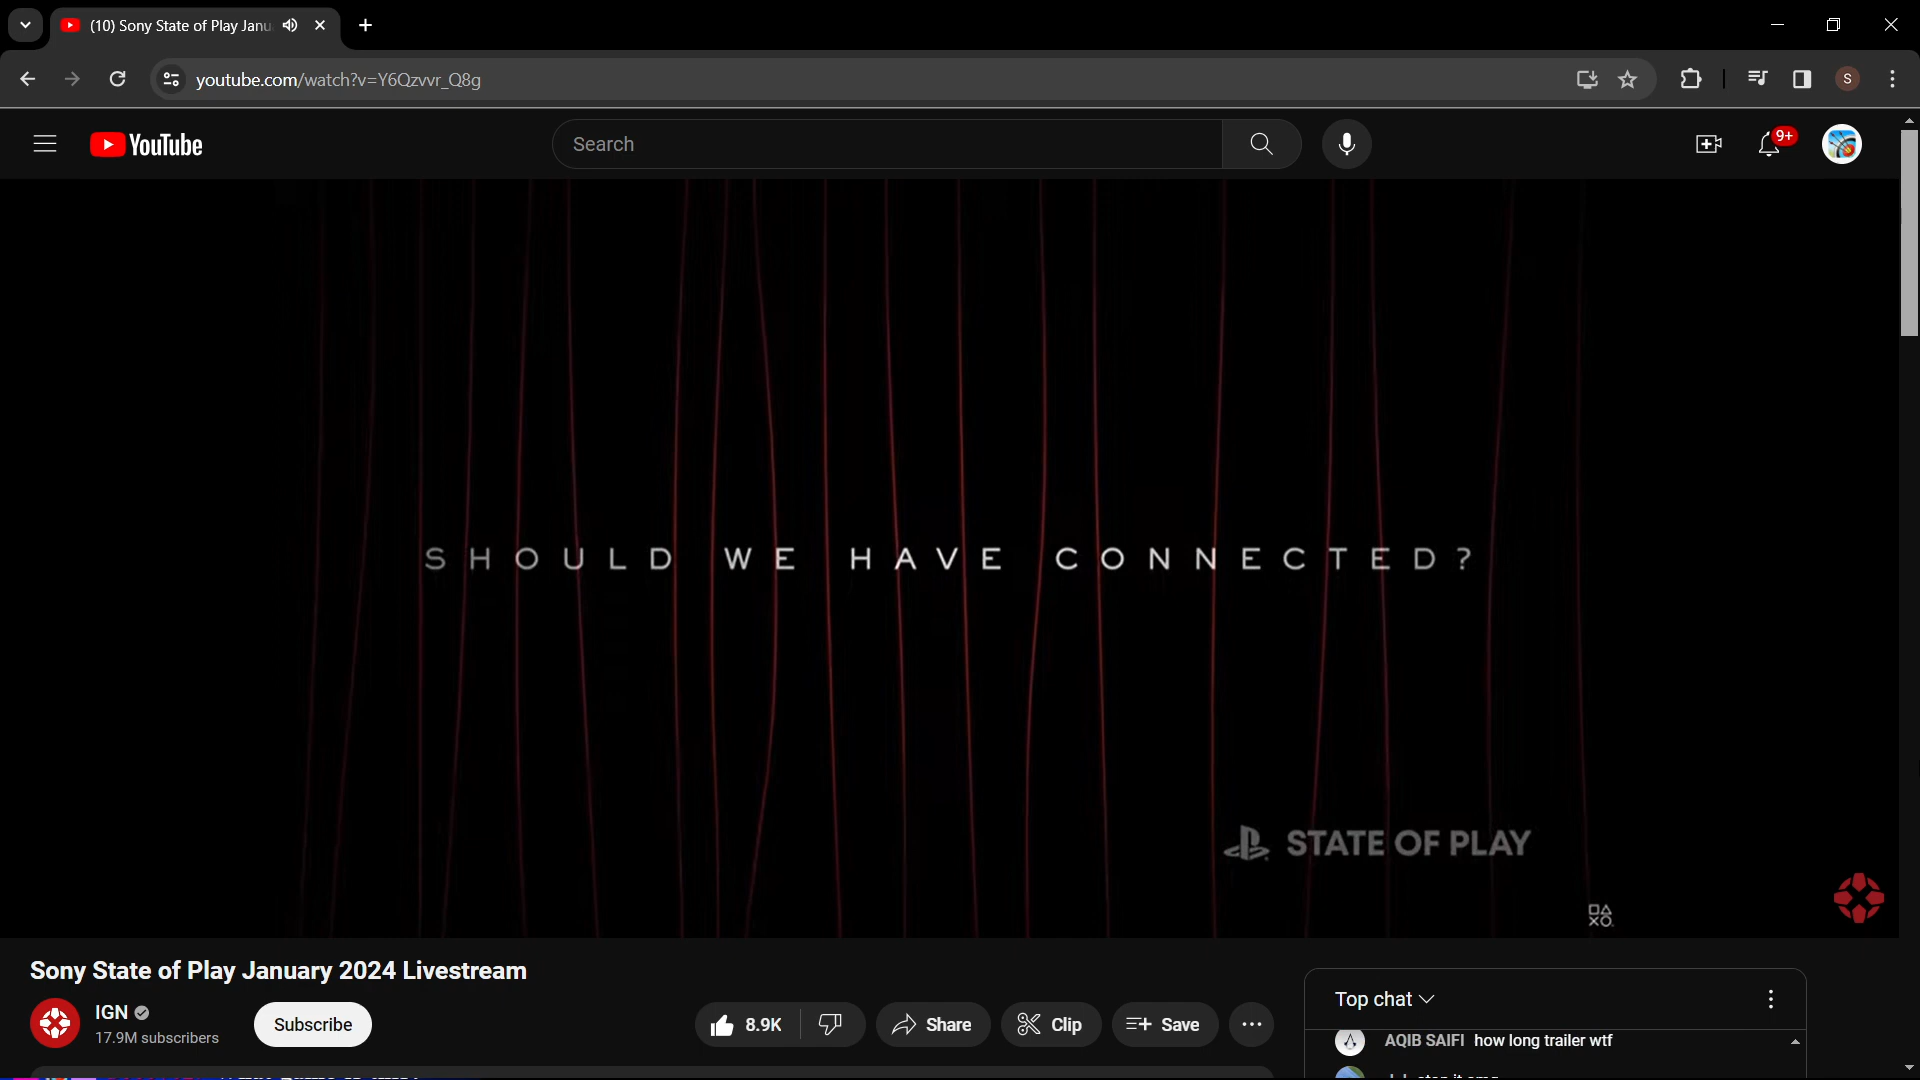 (10) Sony State of Play Janu
youtube.com/watch?v=Y6Qzvvr_Q8g
S
YouTube
Search
9+
SHOULD WE HAVE CONNECTED?
STATE OF PLAY
Sony State of Play January 2024 Livestream
IGN
17.9M subscribers
Subscribe
8.9K
Share
Clip
Save
Top chat
AQIB SAIFI how long trailer wtf